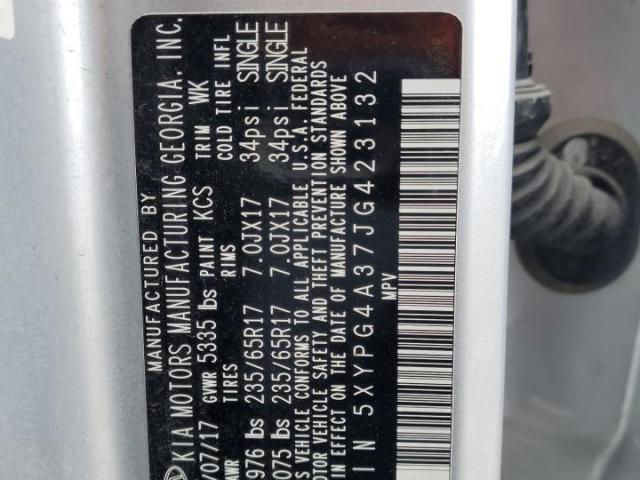 MANUFACTURED BY
KIA MOTORS MANUFACTURING GEORGIA, INC.
/07/17 GVWR 5335 lbs PAINT KCS TRIM WK
AWR TIRES RIMS COLD TIRE INFL
976 lbs 235/65R17 7.0JX17 34psi SINGLE
075 lbs 235/65R17 7.0JX17 34psi SINGLE
S VEHICLE CONFORMS TO ALL APPLICABLE U.S.A. FEDERAL
OTOR VEHICLE SAFETY AND THEFT PREVENTION STANDARDS
IN EFFECT ON THE DATE OF MANUFACTURE SHOWN ABOVE
IN 5XYPG4A37JG423132
MPV